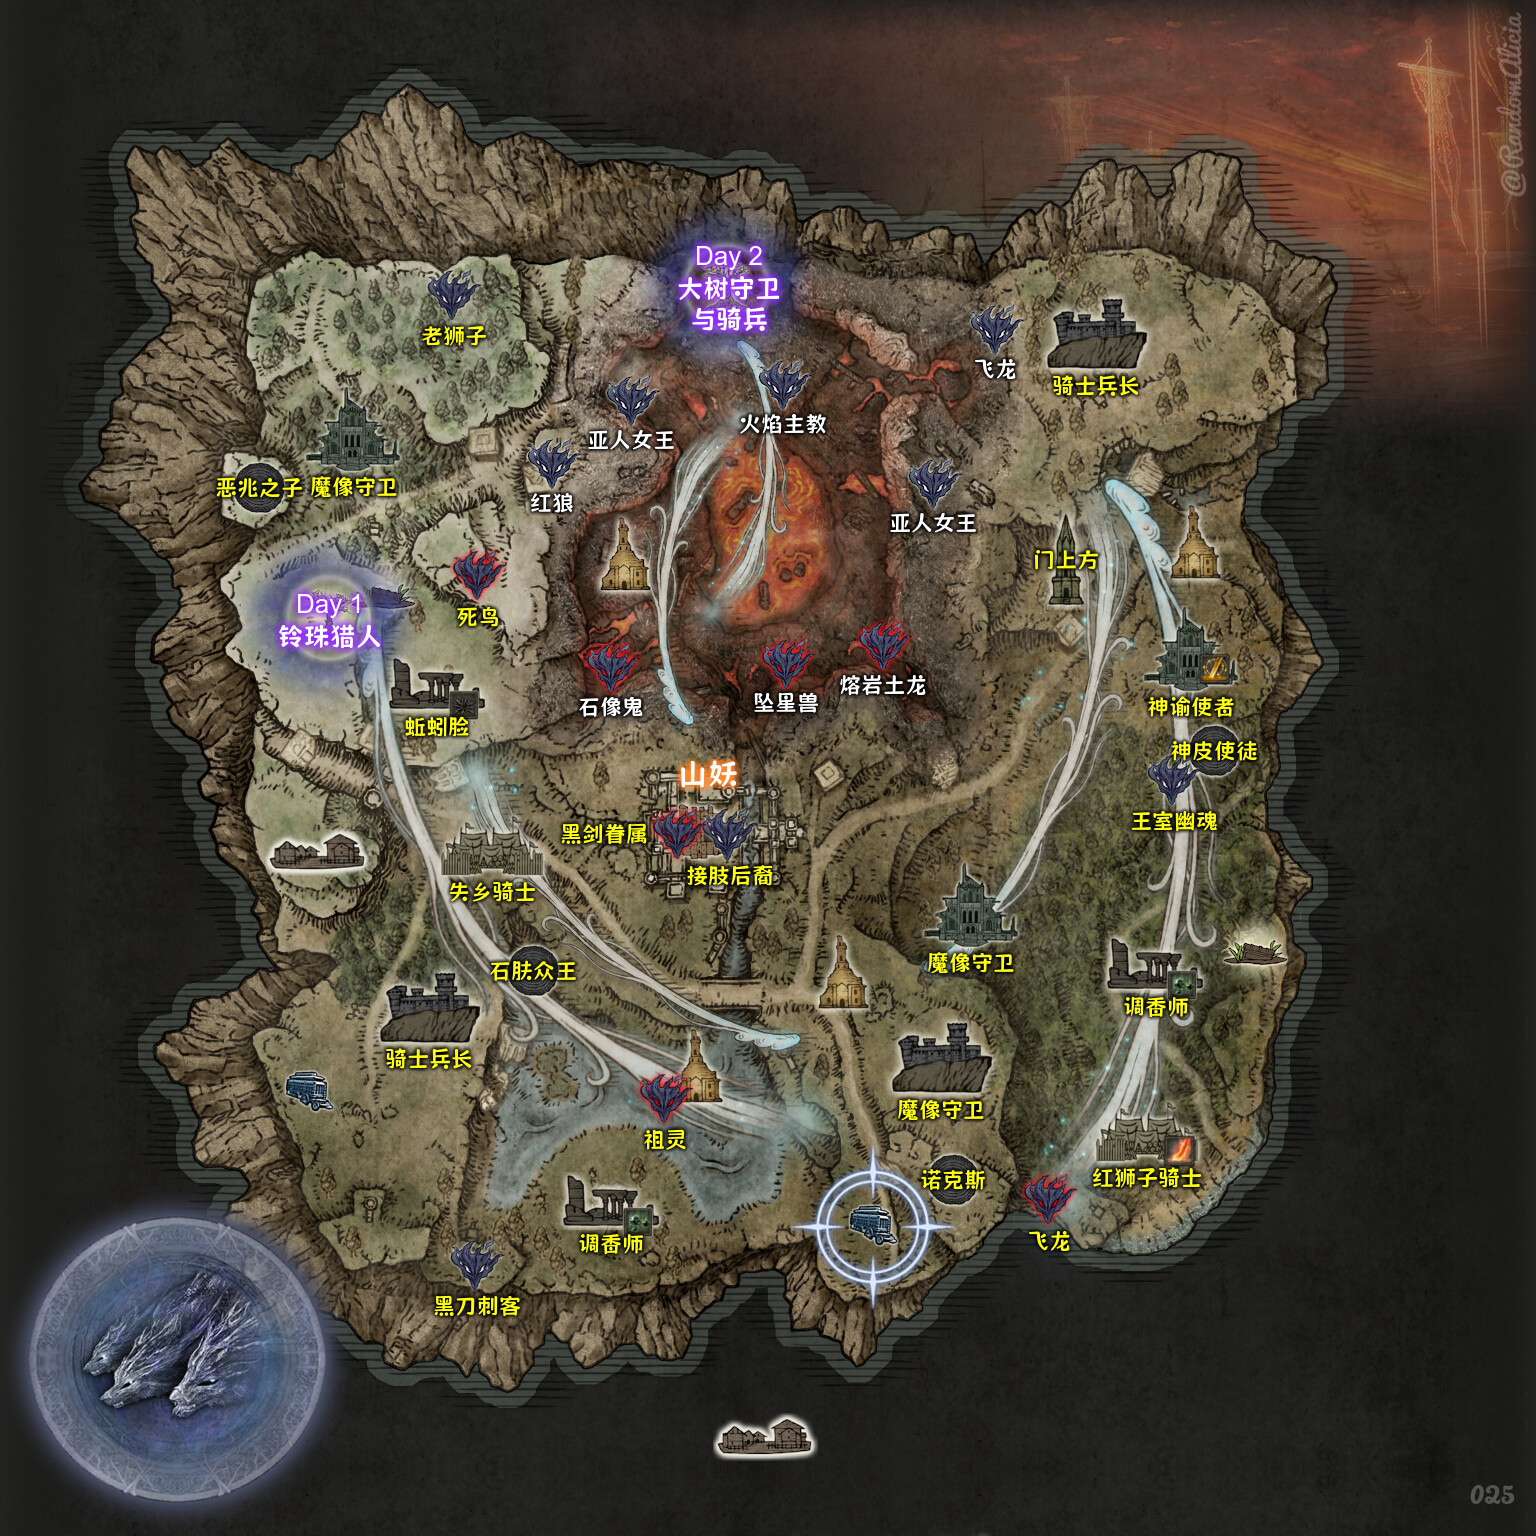 @RandomAlicia
Day 2
大树守卫
与骑兵
老狮子
飞龙
骑士兵长
火焰主教
亚人女王
恶兆之子
魔像守卫
红狼
亚人女王
门上方
Day 1
铃珠猎人
死鸟
石像鬼
坠星兽
熔岩土龙
神谕使者
蚯蚓脸
神皮使徒
山妖
王室幽魂
黑剑眷属
接肢后裔
失乡骑士
石肤众王
魔像守卫
调香师
骑士兵长
魔像守卫
祖灵
诺克斯
红狮子骑士
调香师
飞龙
黑刀刺客
025